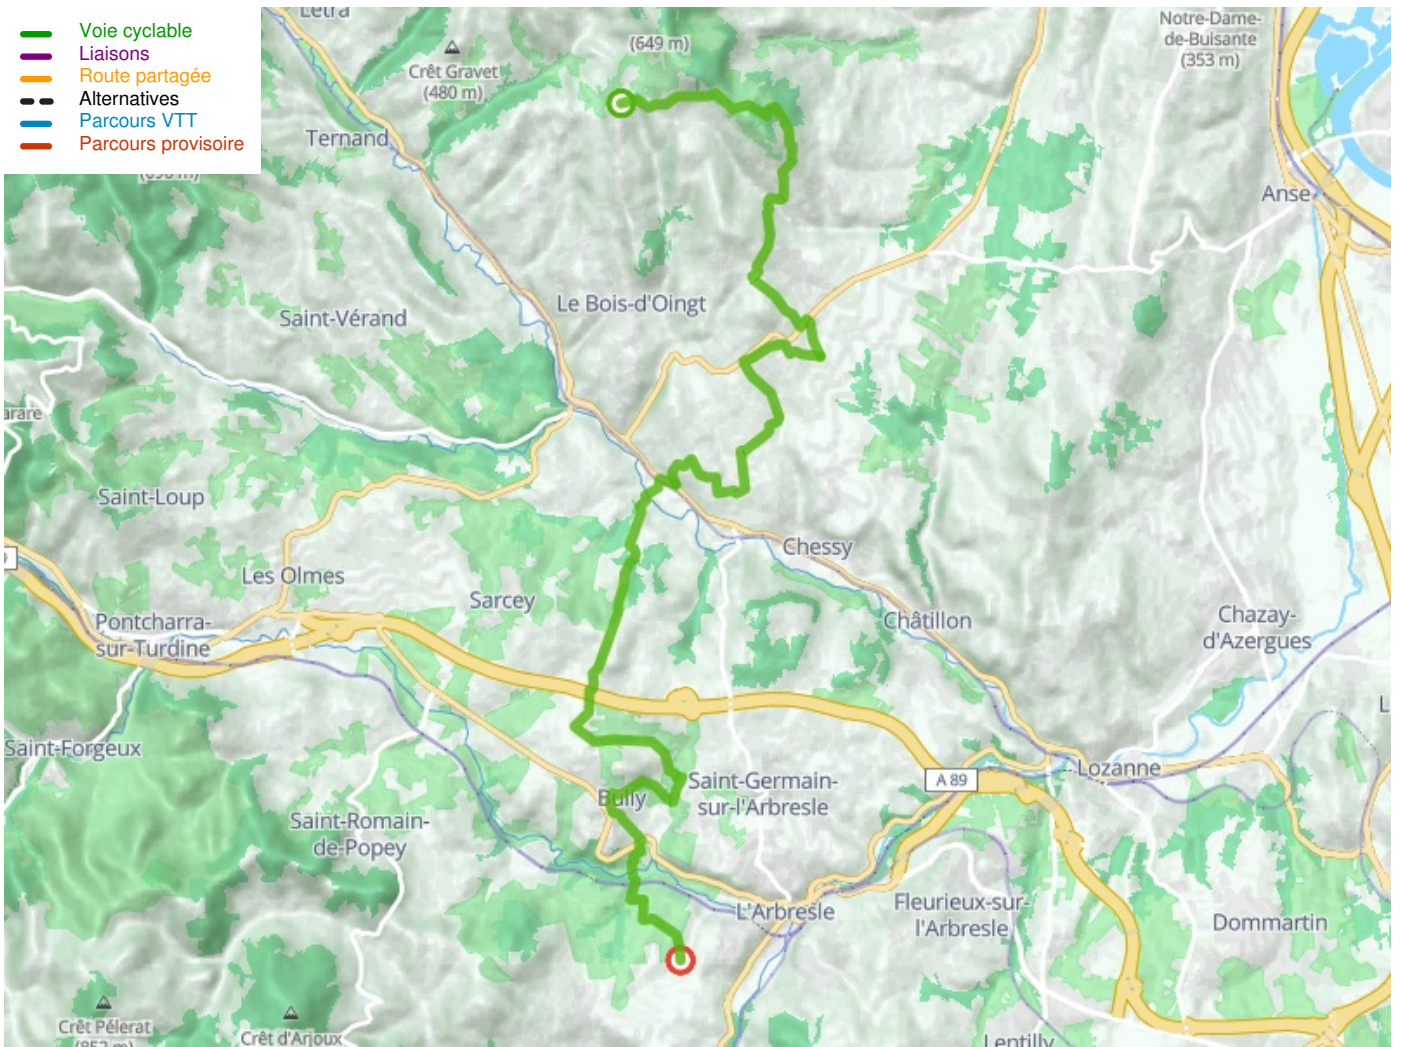 Voie cyclable
Liaisons
Route partagée
Alternatives
Parcours VTT
Parcours provisoire
Létra
(649 m)
Notre-Dame-
de-Buisante
(353 m)
Crêt Gravet
(480 m)
Ternand
Anse
Le Bois-d'Oingt
Saint-Vérand
arare
Saint-Loup
Chessy
Les Olmes
Sarcey
Pontcharra-
sur-Turdine
Châtillon
Chazay-
d'Azergues
L
Saint-Forgeux
Lozanne
A 89
Saint-Germain-
sur-l'Arbresle
Bully
Saint-Romain-
de-Popey
L'Arbresle
Fleurieux-sur-
l'Arbresle
Dommartin
Crêt Pélerat
(852 m)
Crêt d'Arjoux
Lentilly